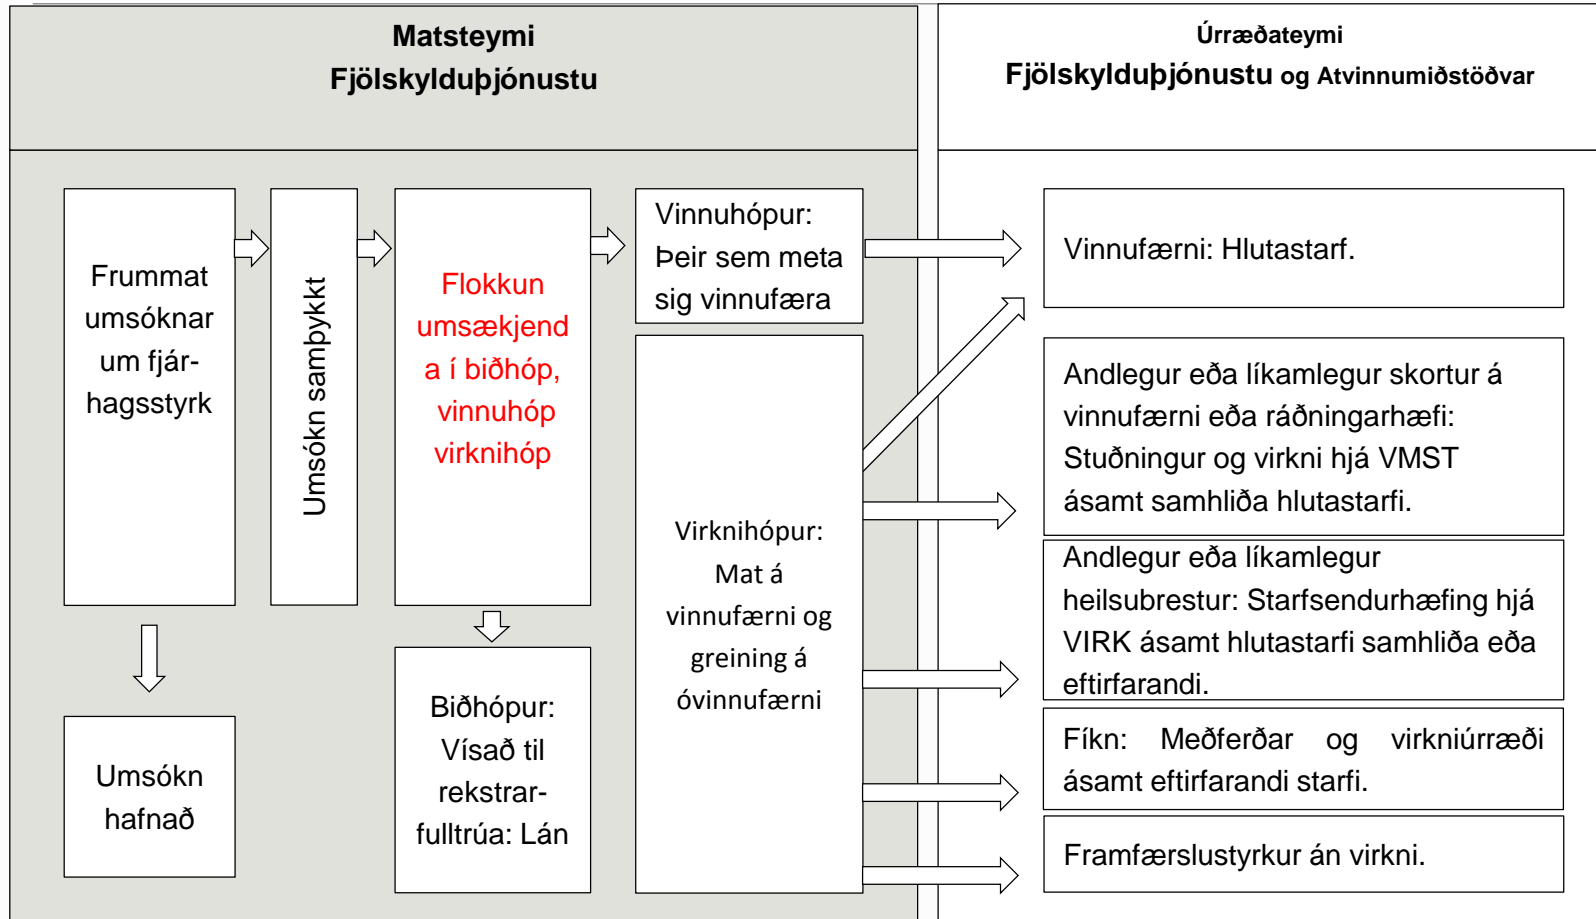 Matsteymi
Fjölskylduþjónustu
Úrræðateymi
Fjölskylduþjónustu og Atvinnumiðstöðvar
Frummat
umsóknar
um fjár-
hagsstyrk
Umsókn samþykkt
Flokkun
umsækjend
a í biðhóp,
vinnuhóp
virknihóp
Vinnuhópur:
Þeir sem meta
sig vinnufæra
Virknihópur:
Mat á
vinnufærni og
greining á
óvinnufærni
Umsókn
hafnað
Biðhópur:
Vísað til
rekstrar-
fulltrúa: Lán
Vinnufærni: Hlutastarf.
Andlegur eða líkamlegur skortur á
vinnufærni eða ráðningarhæfi:
Stuðningur og virkni hjá VMST
ásamt samhliða hlutastarfi.
Andlegur eða líkamlegur
heilsubrestur: Starfsendurhæfing hjá
VIRK ásamt hlutastarfi samhliða eða
eftirfarandi.
Fíkn: Meðferðar og virkniúrræði
ásamt eftirfarandi starfi.
Framfærslustyrkur án virkni.